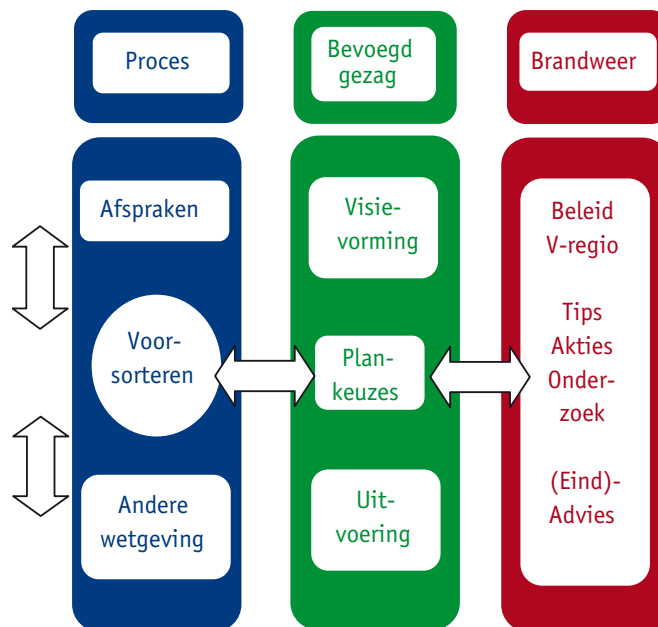 Proces
Bevoegd
gezag
Brandweer
Afspraken
Voor-
sorteren
Andere
wetgeving
Visie-
vorming
Plan-
keuzes
Uit-
voering
Beleid
V-regio
Tips
Akties
Onder-
zoek
(Eind)-
Advies